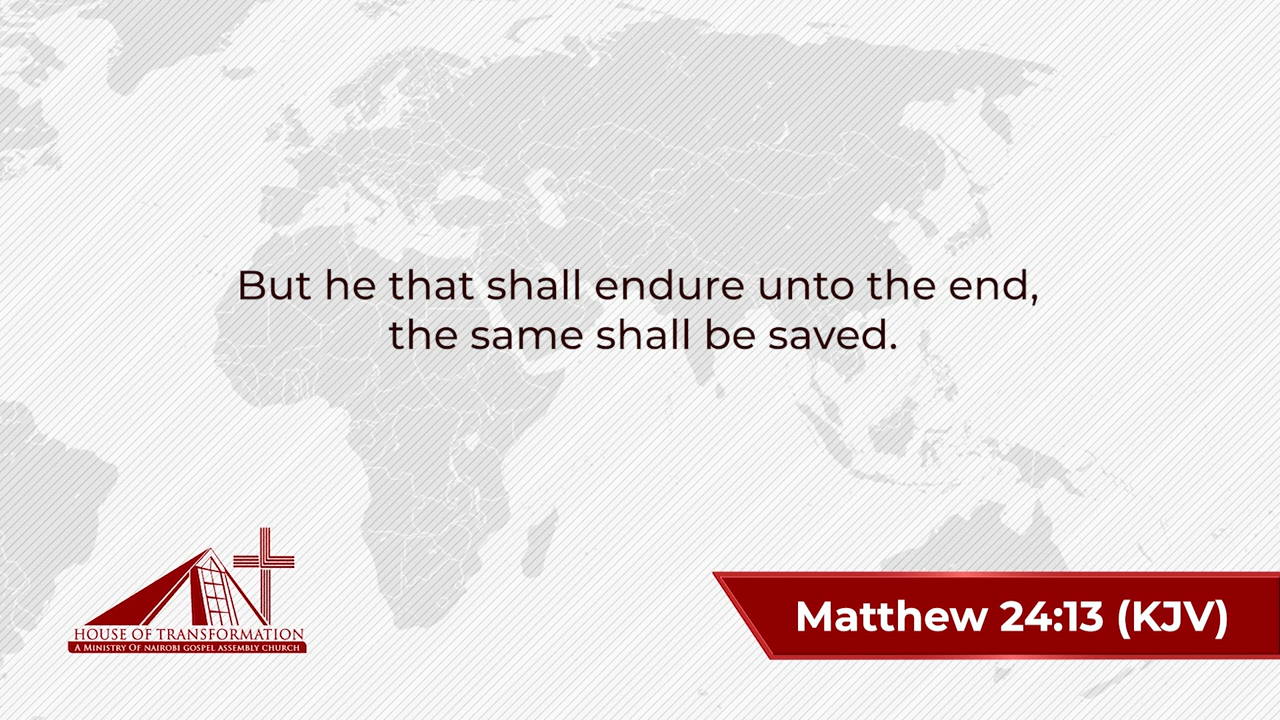 But he that shall endure unto the end,
the same shall be saved.
HOUSE OF TRANSFORMATION
A MINISTRY OF NAIROBI GOSPEL ASSEMBLY CHURCH
Matthew 24:13 (KJV)